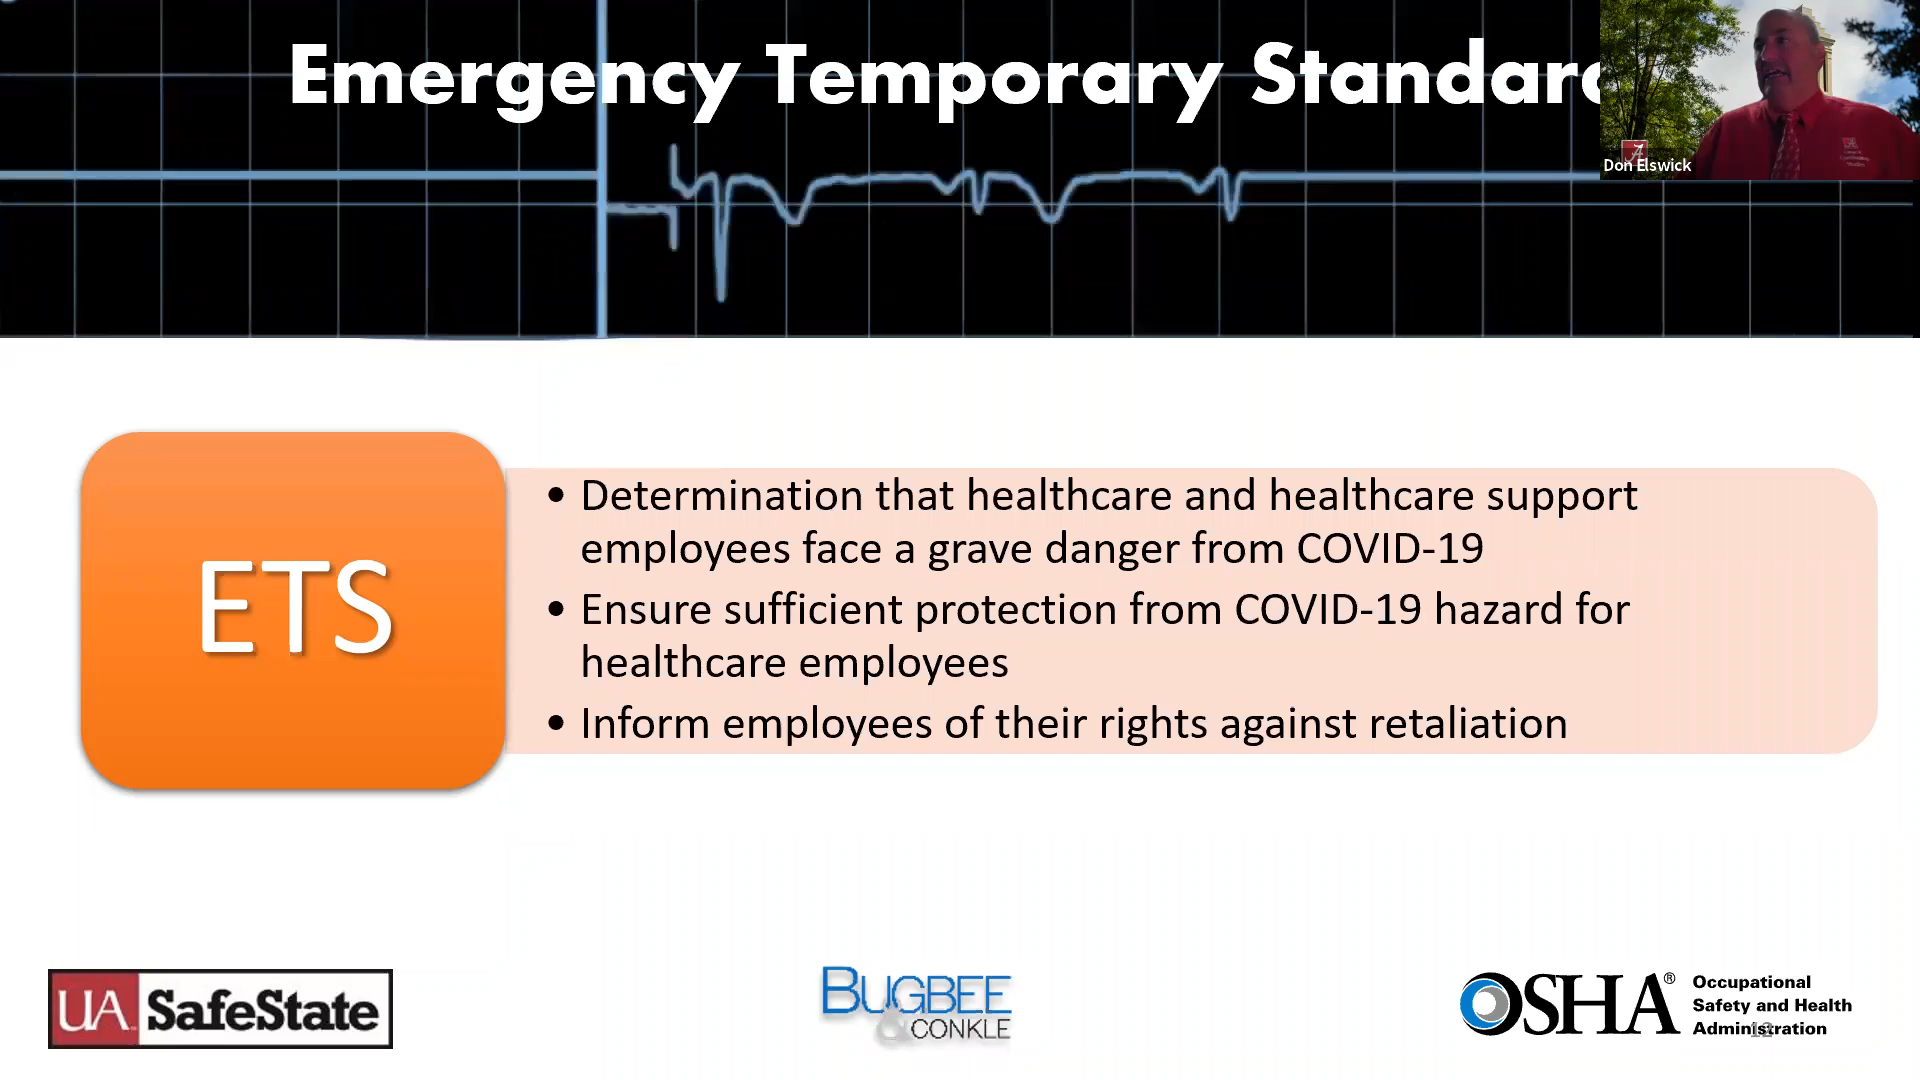 Emergency Temporary Standard
Don Elswick
ETS
• Determination that healthcare and healthcare support
employees face a grave danger from COVID-19
• Ensure sufficient protection from COVID-19 hazard for
healthcare employees
• Inform employees of their rights against retaliation
UA SafeState
BUGBEE
& CONKLE
OSHA®
Occupational
Safety and Health
Administration
12